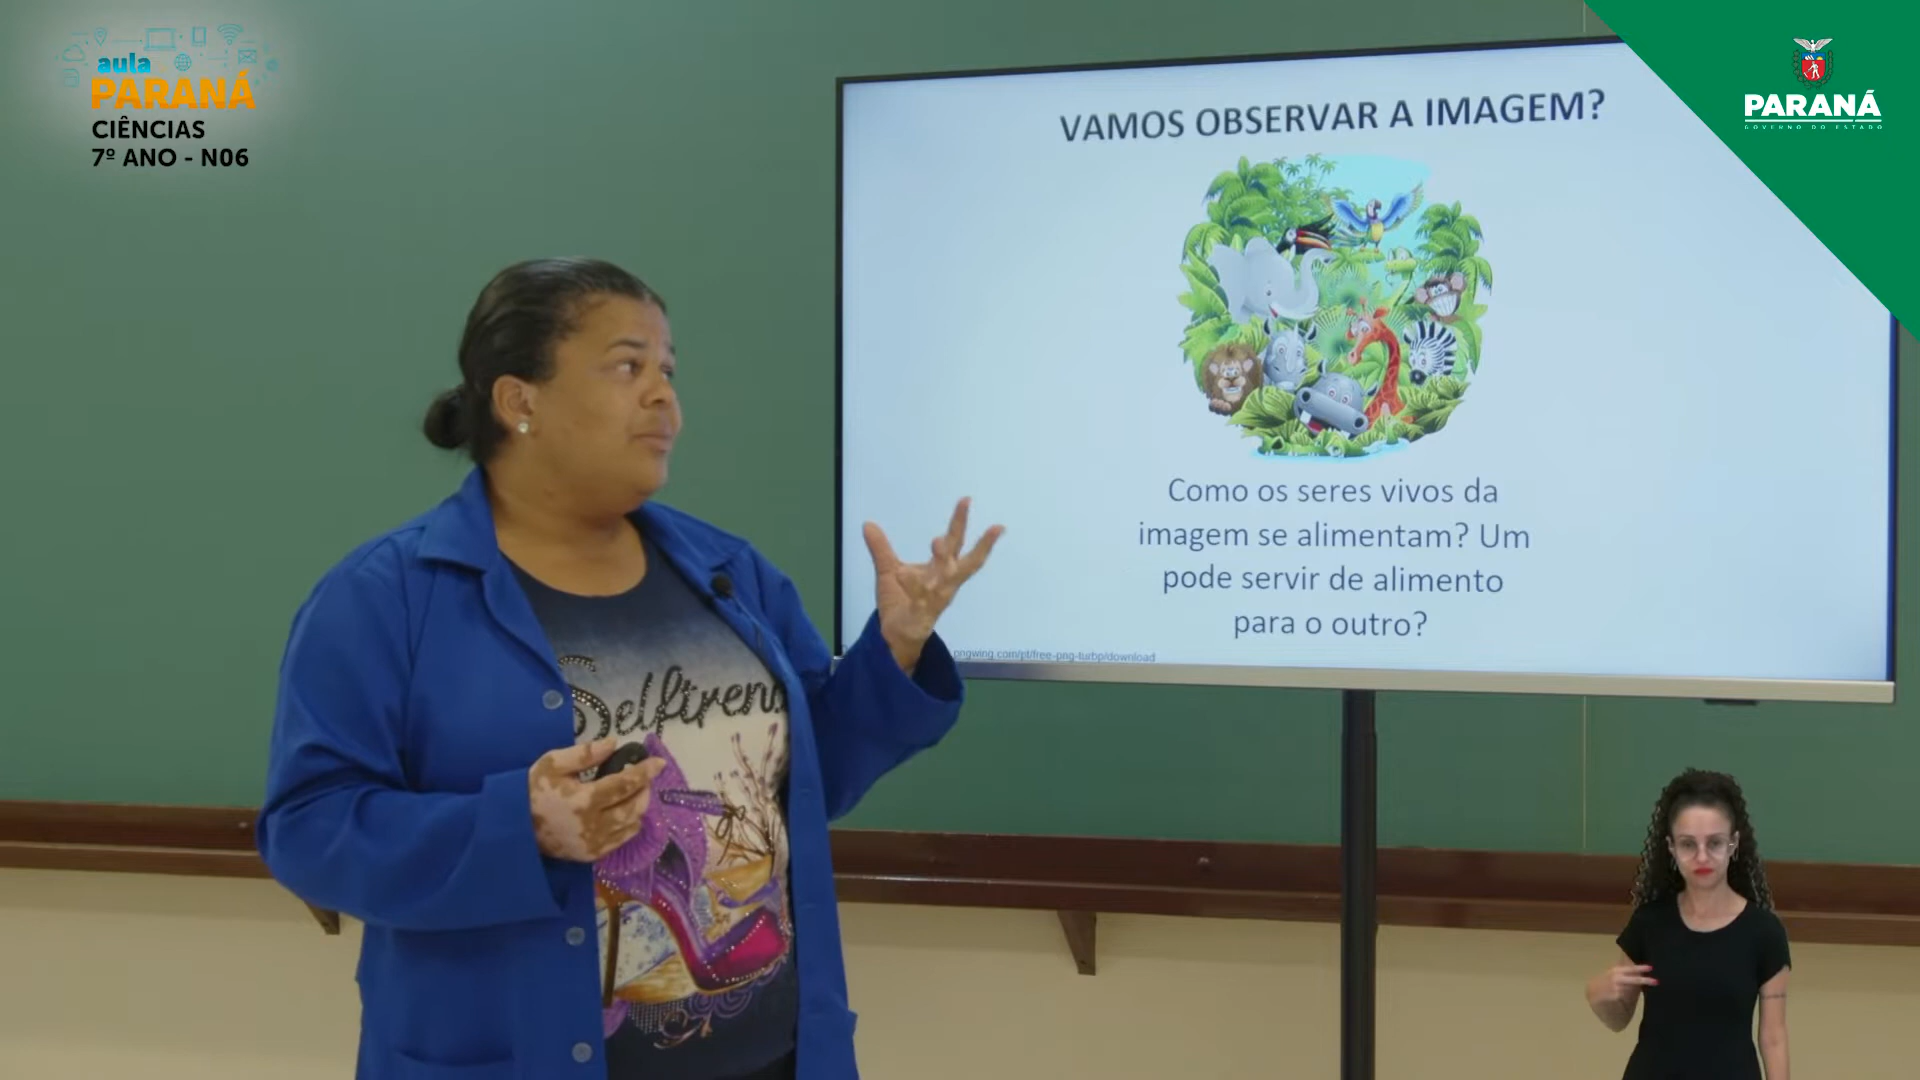 aula
PARANÁ
CIÊNCIAS
7º ANO - N06
VAMOS OBSERVAR A IMAGEM?
Como os seres vivos da
imagem se alimentam? Um
pode servir de alimento
para o outro?
pngwing.com/pt/free-png-turbp/download
Selftrend
PARANÁ
GOVERNO DO ESTADO